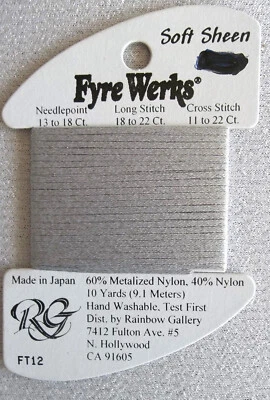 Soft Sheen
Fyre Werks®
Needlepoint Long Stitch Cross Stitch
13 to 18 Ct. 18 to 22 Ct. 11 to 22 Ct.
Made in Japan
RG
FT12
60% Metalized Nylon, 40% Nylon
10 Yards (9.1 Meters)
Hand Washable, Test First
Dist. by Rainbow Gallery
7412 Fulton Ave. #5
N. Hollywood
CA 91605